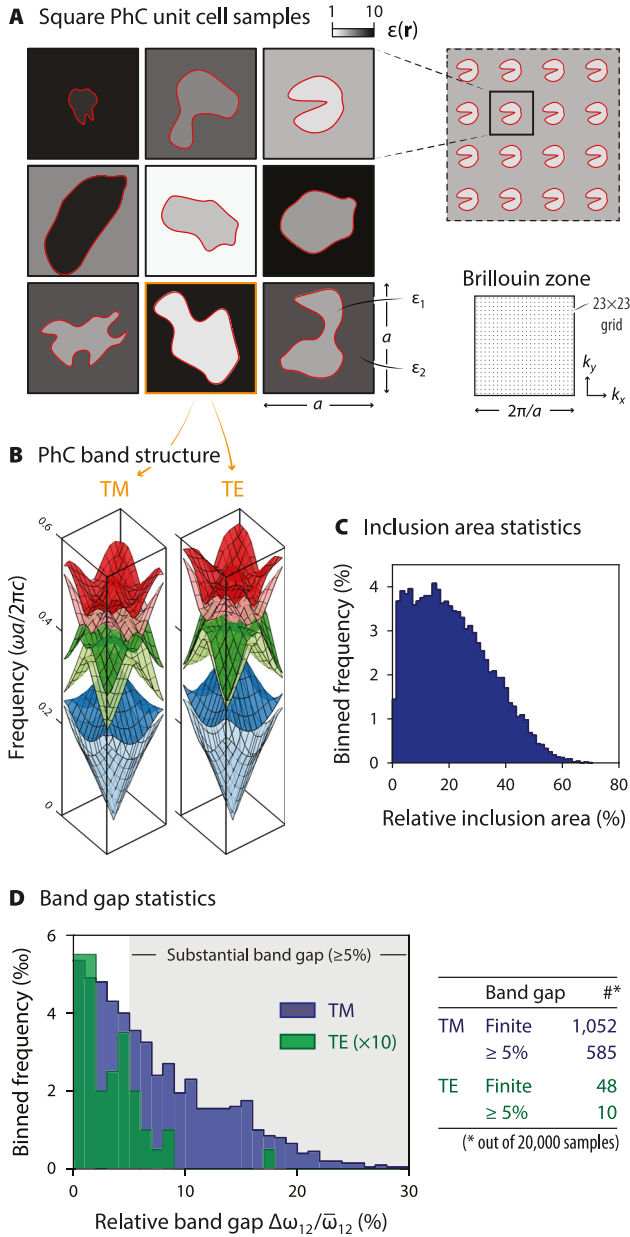 A Square PhC unit cell samples
1 10
ε(r)
ε₁
a
ε₂
a
Brillouin zone
23×23
grid
k_y
k_x
2π/a
B PhC band structure
TM TE
Frequency (ωa/2πc)
0.6
0.4
0.2
0
C Inclusion area statistics
Binned frequency (%)
4
3
2
1
0
0 20 40 60 80
Relative inclusion area (%)
D Band gap statistics
Binned frequency (‰)
6
4
2
0
Substantial band gap (≥5%)
TM
TE (×10)
0 10 20 30
Relative band gap Δω₁₂/ω̅₁₂ (%)
Band gap #*
TM Finite 1,052
≥ 5% 585
TE Finite 48
≥ 5% 10
(* out of 20,000 samples)